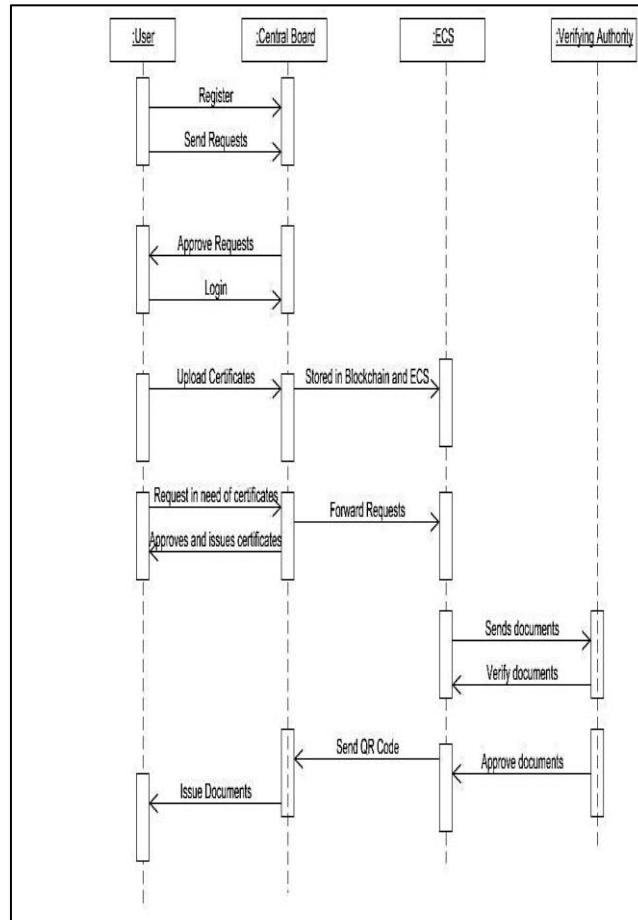 :User
:Central Board
:ECS
:Verifying Authority
Register
Send Requests
Approve Requests
Login
Upload Certificates
Stored in Blockchain and ECS
Request in need of certificates
Forward Requests
Approves and issues certificates
Sends documents
Verify documents
Send QR Code
Approve documents
Issue Documents